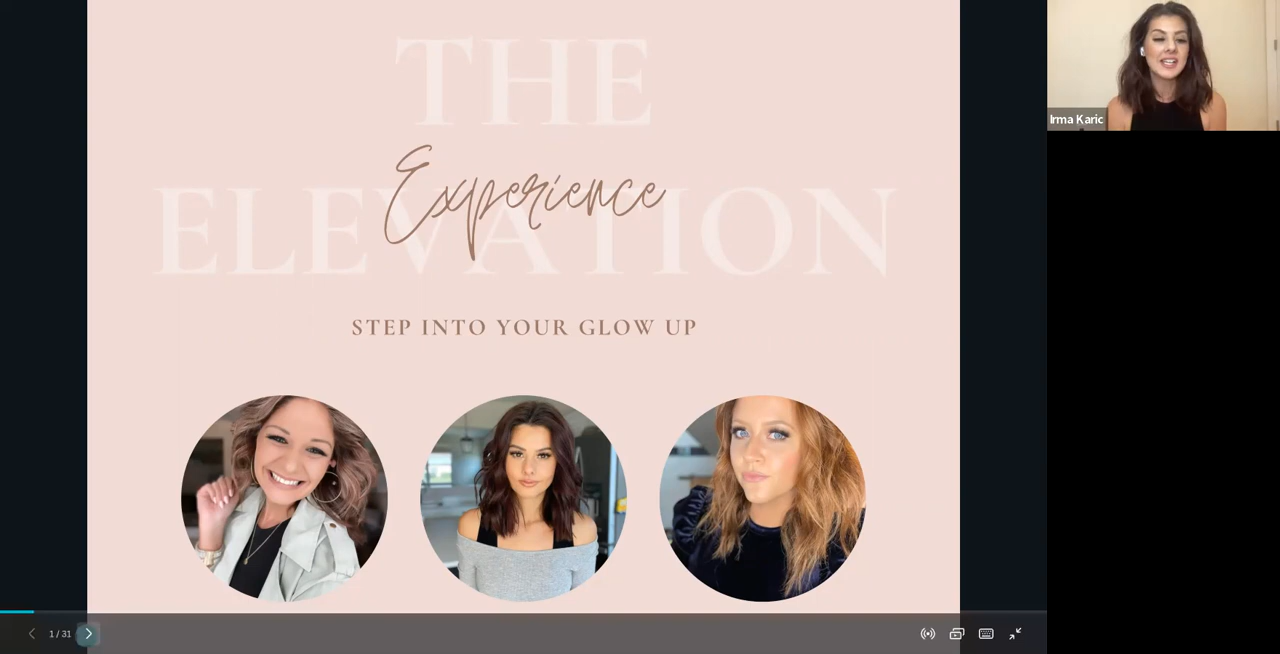 THE
Experience
ELEVATION
STEP INTO YOUR GLOW UP
Irma Karic
1 / 31